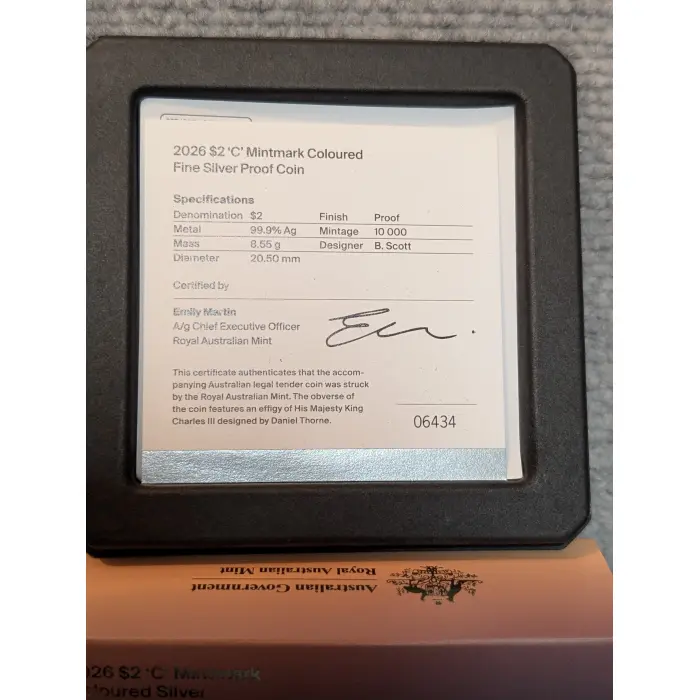 2026 $2 'C' Mintmark Coloured
Fine Silver Proof Coin
Specifications
Denomination $2 Finish Proof
Metal 99.9% Ag Mintage 10 000
Mass 8.55 g Designer B. Scott
Diameter 20.50 mm
Certified by
Emily Martin
A/g Chief Executive Officer
Royal Australian Mint
This certificate authenticates that the accom-
panying Australian legal tender coin was struck
by the Royal Australian Mint. The obverse of
the coin features an effigy of His Majesty King
Charles III designed by Daniel Thorne.
06434
Australian Government
Royal Australian Mint
26 $2 'C' Mintmark
oloured Silver